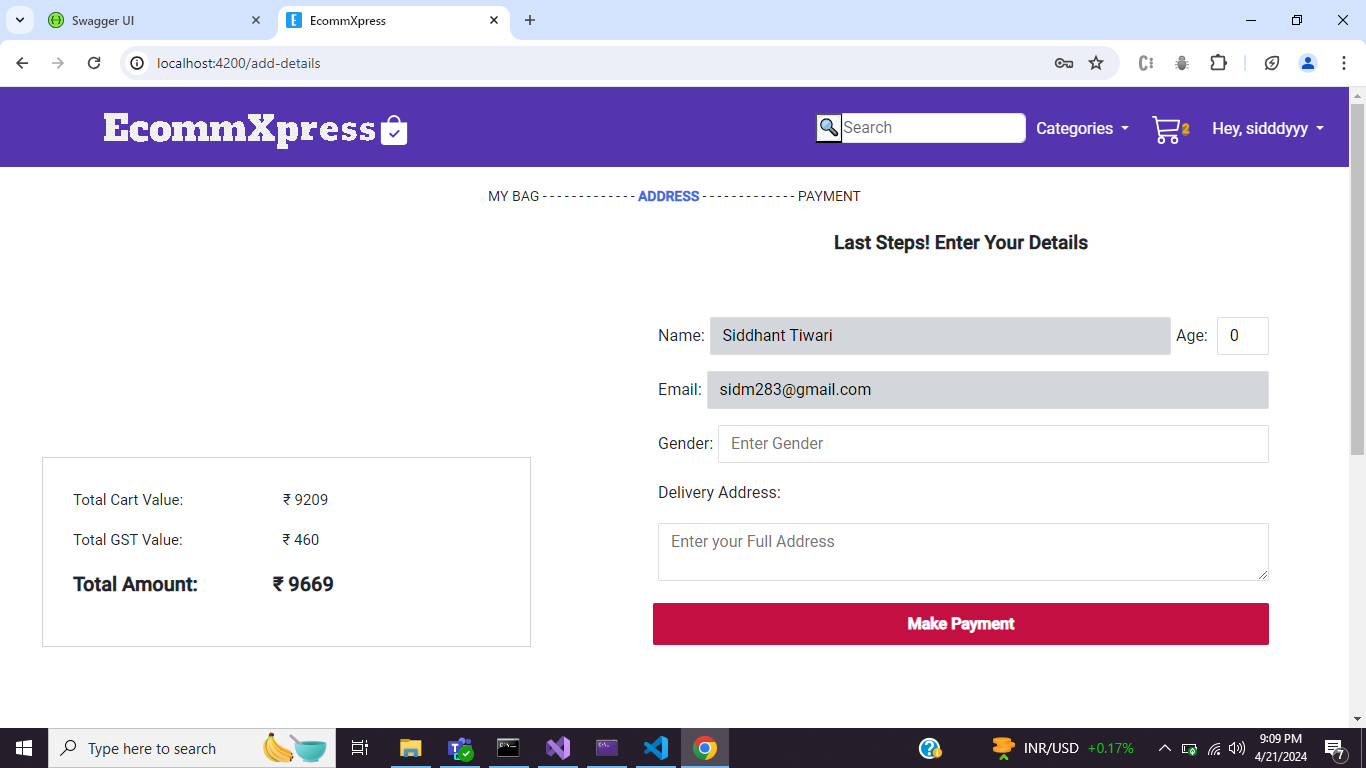 Swagger UI
EcommXpress
localhost:4200/add-details
EcommXpress
Search
Categories
2
Hey, sidddyyy
MY BAG - - - - - - - - - - - - - ADDRESS - - - - - - - - - - - - - PAYMENT
Last Steps! Enter Your Details
Name: Siddhant Tiwari Age: 0
Email: sidm283@gmail.com
Gender: Enter Gender
Delivery Address:
Enter your Full Address
Make Payment
Total Cart Value: ₹ 9209
Total GST Value: ₹ 460
Total Amount: ₹ 9669
Type here to search
INR/USD +0.17%
9:09 PM
4/21/2024
7